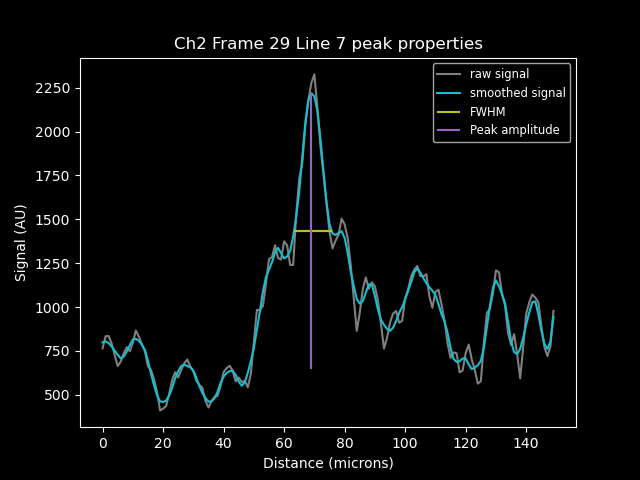 Ch2 Frame 29 Line 7 peak properties
raw signal
smoothed signal
FWHM
Peak amplitude
2250
2000
1750
1500
1250
1000
750
500
Signal (AU)
0 20 40 60 80 100 120 140
Distance (microns)